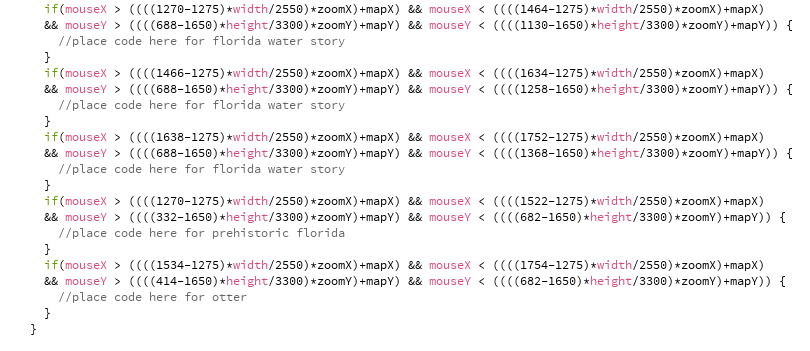 if(mouseX > ((((1270-1275)*width/2550)*zoomX)+mapX) && mouseX < ((((1464-1275)*width/2550)*zoomX)+mapX)
&& mouseY > ((((688-1650)*height/3300)*zoomY)+mapY) && mouseY < ((((1130-1650)*height/3300)*zoomY)+mapY)) {
//place code here for florida water story
}
if(mouseX > ((((1466-1275)*width/2550)*zoomX)+mapX) && mouseX < ((((1634-1275)*width/2550)*zoomX)+mapX)
&& mouseY > ((((688-1650)*height/3300)*zoomY)+mapY) && mouseY < ((((1258-1650)*height/3300)*zoomY)+mapY)) {
//place code here for florida water story
}
if(mouseX > ((((1638-1275)*width/2550)*zoomX)+mapX) && mouseX < ((((1752-1275)*width/2550)*zoomX)+mapX)
&& mouseY > ((((688-1650)*height/3300)*zoomY)+mapY) && mouseY < ((((1368-1650)*height/3300)*zoomY)+mapY)) {
//place code here for florida water story
}
if(mouseX > ((((1270-1275)*width/2550)*zoomX)+mapX) && mouseX < ((((1522-1275)*width/2550)*zoomX)+mapX)
&& mouseY > ((((332-1650)*height/3300)*zoomY)+mapY) && mouseY < ((((682-1650)*height/3300)*zoomY)+mapY)) {
//place code here for prehistoric florida
}
if(mouseX > ((((1534-1275)*width/2550)*zoomX)+mapX) && mouseX < ((((1754-1275)*width/2550)*zoomX)+mapX)
&& mouseY > ((((414-1650)*height/3300)*zoomY)+mapY) && mouseY < ((((682-1650)*height/3300)*zoomY)+mapY)) {
//place code here for otter
}
}